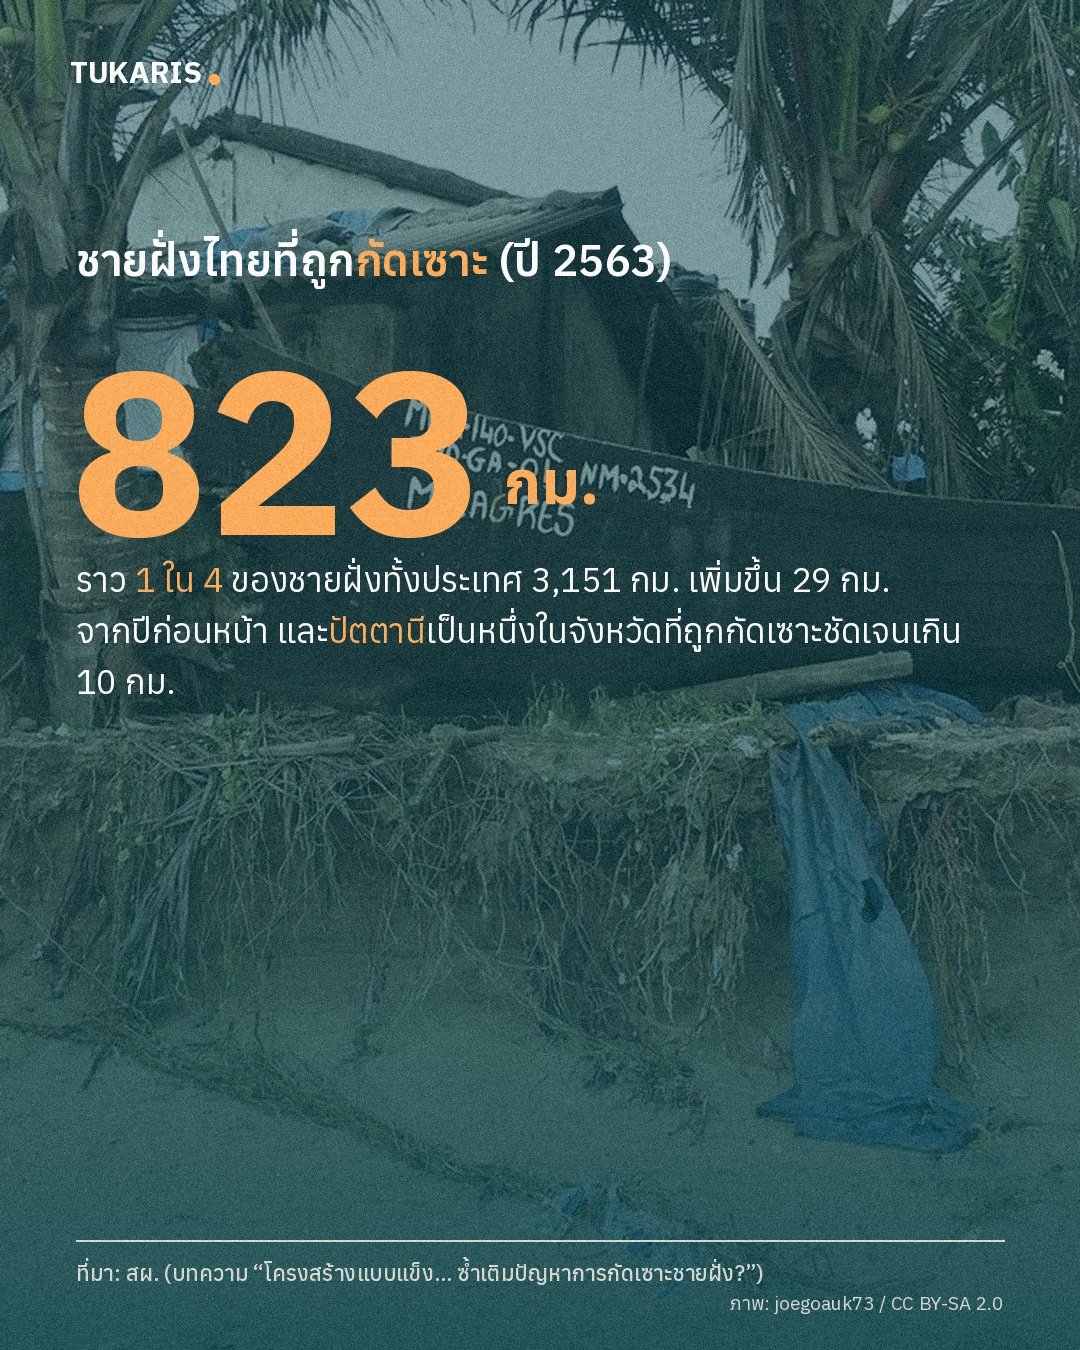 TUKARIS.
ชายฝั่งไทยที่ถูกกัดเซาะ (ปี 2563)
823 กม.
ราว 1 ใน 4 ของชายฝั่งทั้งประเทศ 3,151 กม. เพิ่มขึ้น 29 กม.
จากปีก่อนหน้า และปัตตานีเป็นหนึ่งในจังหวัดที่ถูกกัดเซาะชัดเจนเกิน
10 กม.
ที่มา: สผ. (บทความ “โครงสร้างแบบแข็ง... ซ้ำเติมปัญหาการกัดเซาะชายฝั่ง?”)
ภาพ: joegoauk73 / CC BY-SA 2.0